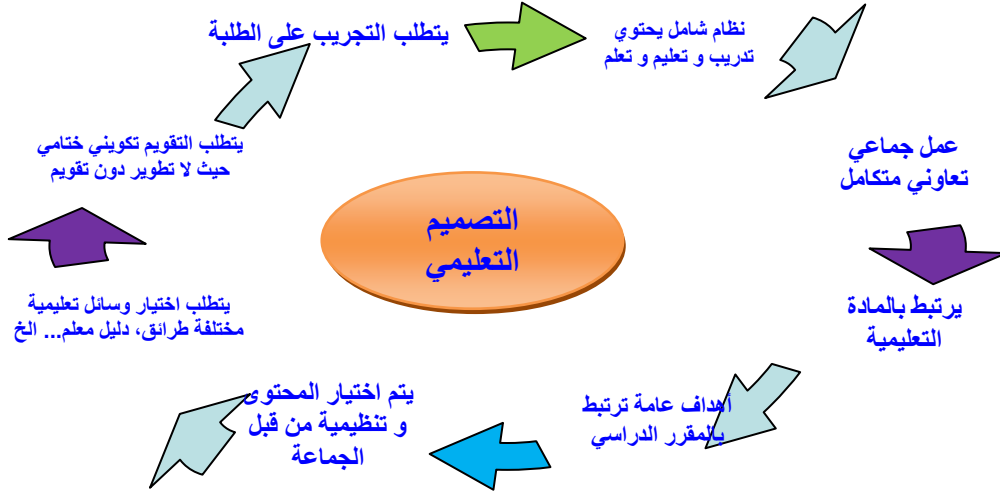 يتطلب التجريب على الطلبة
نظام شامل يحتوي
تدريب و تعليم و تعلم
عمل جماعي
تعاوني متكامل
يرتبط بالمادة
التعليمية
أهداف عامة ترتبط
بالمقرر الدراسي
يتم اختيار المحتوى
و تنظيمية من قبل
الجماعة
يتطلب اختيار وسائل تعليمية
مختلفة طرائق، دليل معلم... الخ
يتطلب التقويم تكويني ختامي
حيث لا تطوير دون تقويم
التصميم
التعليمي